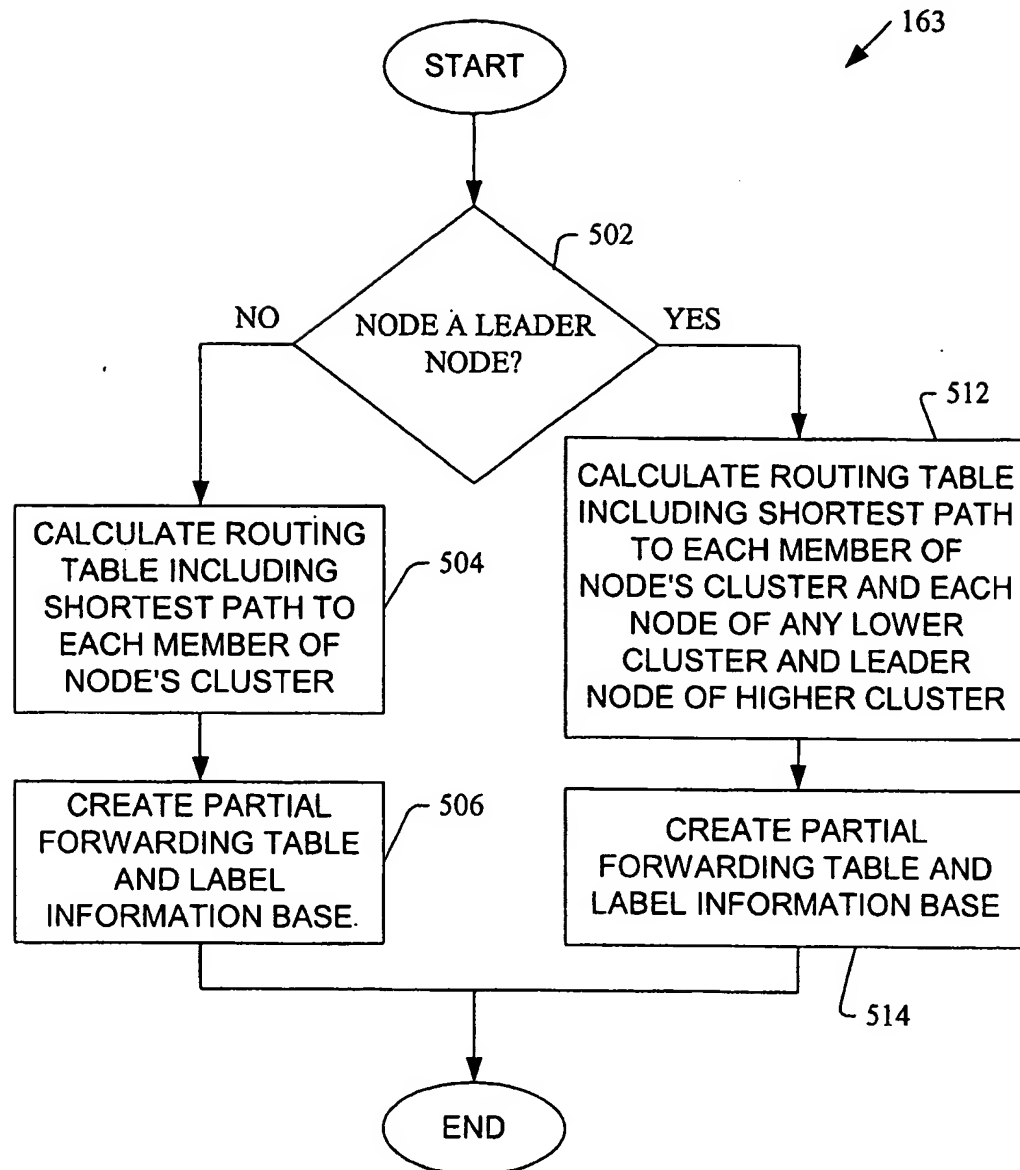 163
START
502
NO
YES
NODE A LEADER
NODE?
512
CALCULATE ROUTING
TABLE INCLUDING
SHORTEST PATH TO
EACH MEMBER OF
NODE'S CLUSTER
504
CALCULATE ROUTING TABLE
INCLUDING SHORTEST PATH
TO EACH MEMBER OF
NODE'S CLUSTER AND EACH
NODE OF ANY LOWER
CLUSTER AND LEADER
NODE OF HIGHER CLUSTER
CREATE PARTIAL
FORWARDING TABLE
AND LABEL
INFORMATION BASE.
506
CREATE PARTIAL
FORWARDING TABLE AND
LABEL INFORMATION BASE
514
END